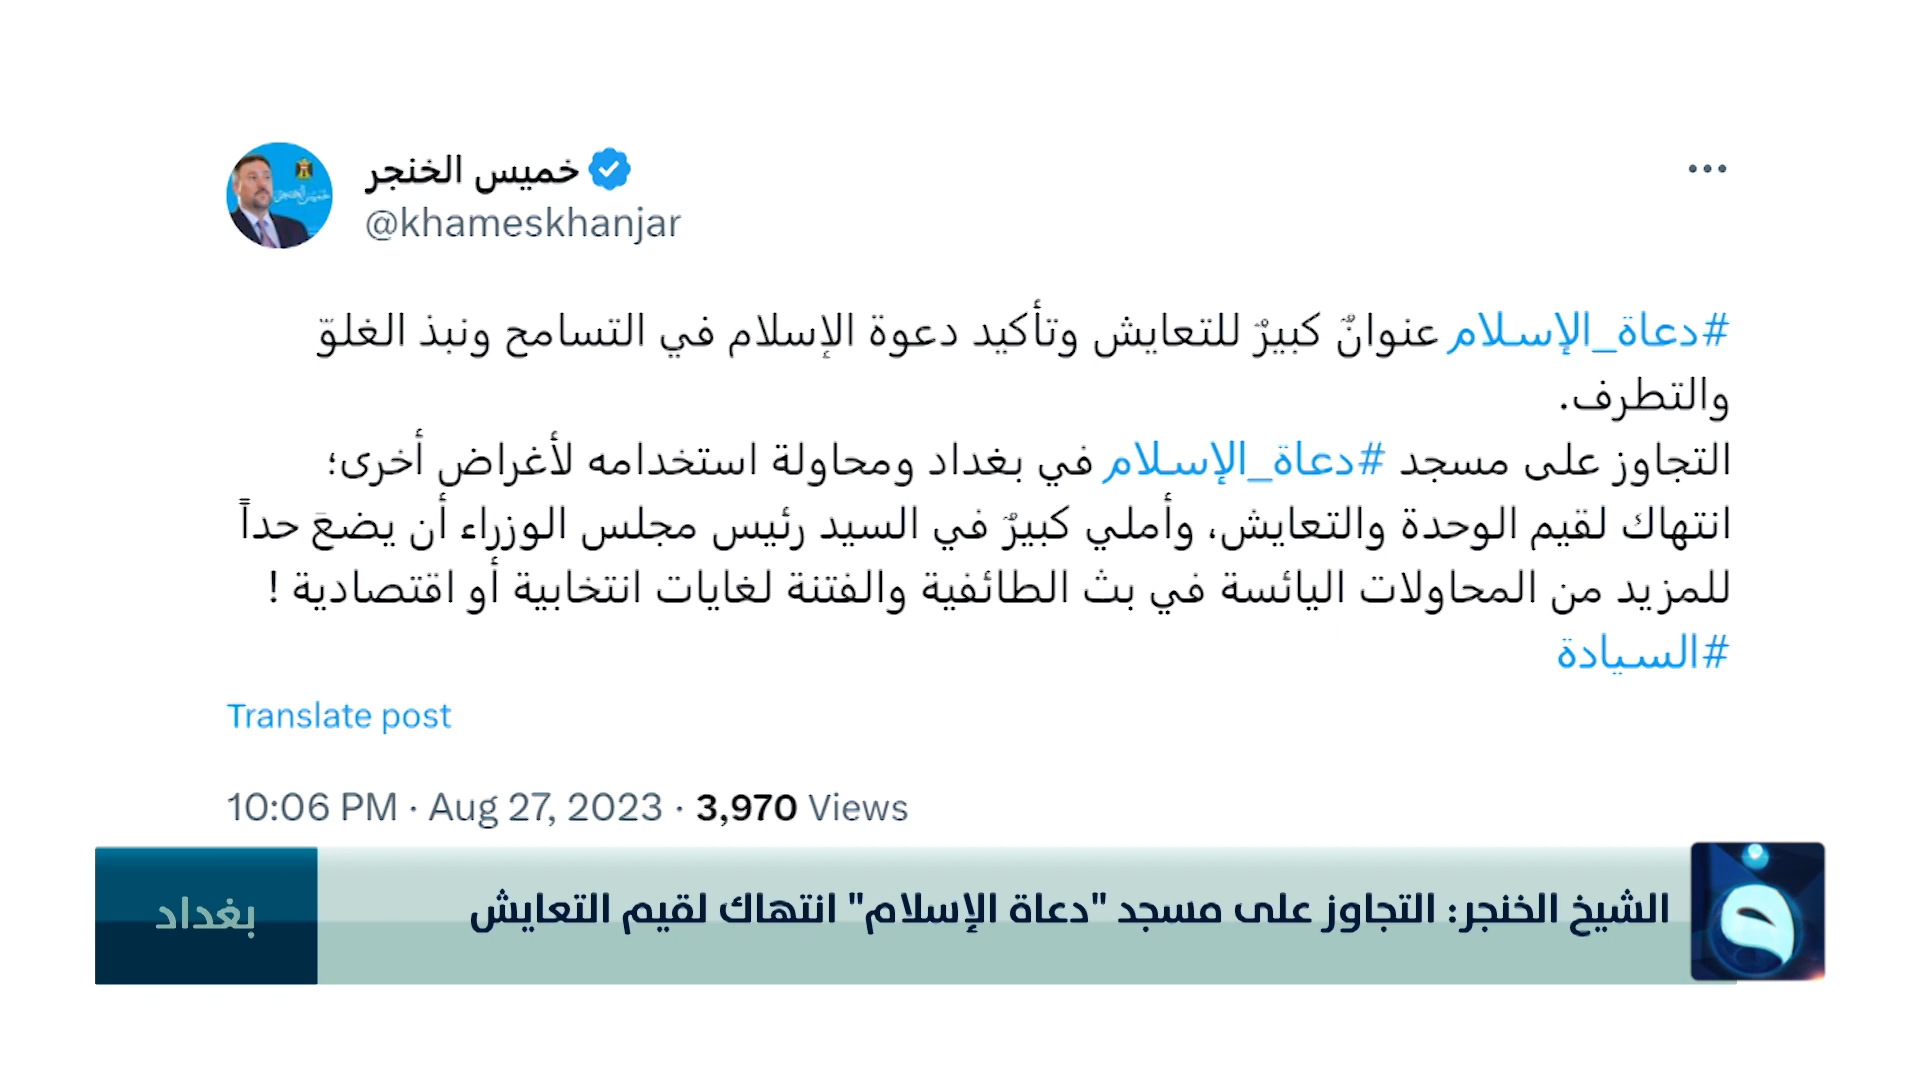 خميس الخنجر
@khameskhanjar
#دعاة_الإسلام عنوانٌ كبيرٌ للتعايش وتأكيد دعوة الإسلام في التسامح ونبذ الغلوّ
والتطرف.
التجاوز على مسجد #دعاة_الإسلام في بغداد ومحاولة استخدامه لأغراض أخرى؛
انتهاك لقيم الوحدة والتعايش، وأملي كبيرٌ في السيد رئيس مجلس الوزراء أن يضعَ حداً
للمزيد من المحاولات اليائسة في بث الطائفية والفتنة لغايات انتخابية أو اقتصادية !
#السيادة
Translate post
10:06 PM · Aug 27, 2023 · 3,970 Views
الشيخ الخنجر: التجاوز على مسجد "دعاة الإسلام" انتهاك لقيم التعايش
بغداد